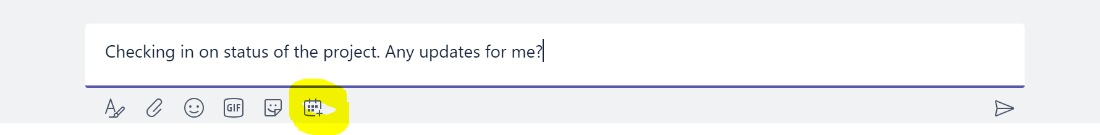 Checking in on status of the project. Any updates for me?
GIF